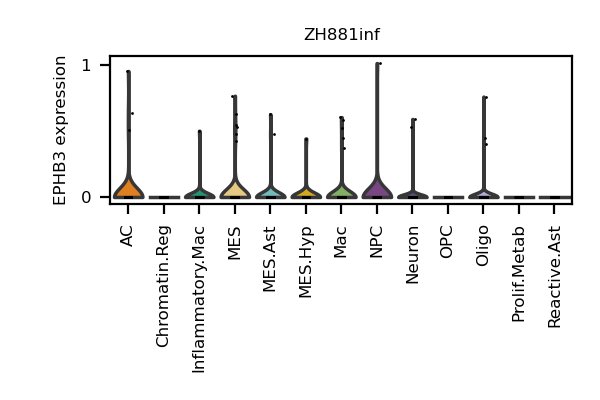 ZH881inf
EPHB3 expression
1
0
AC
Chromatin.Reg
Inflammatory.Mac
MES
MES.Ast
MES.Hyp
Mac
NPC
Neuron
OPC
Oligo
Prolif.Metab
Reactive.Ast